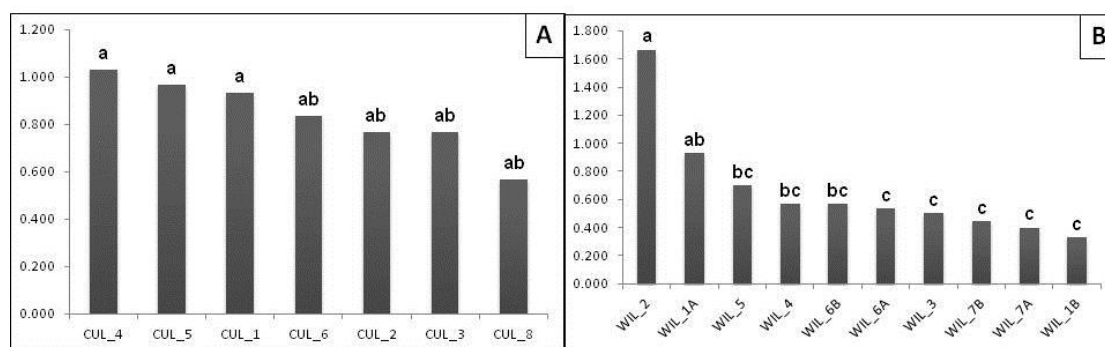 A
1.200
1.000
0.800
0.600
0.400
0.200
0.000
a
a
a
ab
ab
ab
ab
CUL_4 CUL_5 CUL_1 CUL_6 CUL_2 CUL_3 CUL_8
B
1.800
1.600
1.400
1.200
1.000
0.800
0.600
0.400
0.200
0.000
a
ab
bc
bc
bc
c
c
c
c
c
WIL_2 WIL_1A WIL_5 WIL_4 WIL_6B WIL_6A WIL_3 WIL_7B WIL_7A WIL_1B